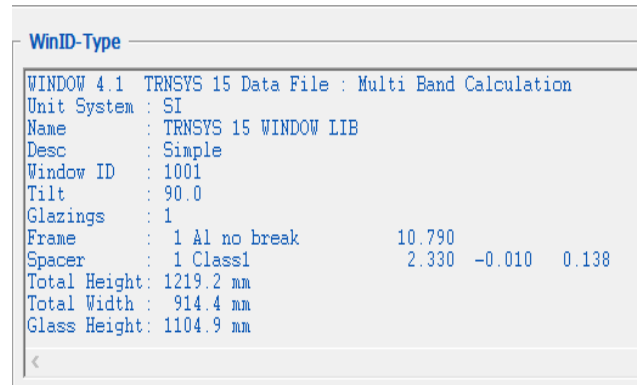 WinID-Type
WINDOW 4.1  TRNSYS 15 Data File : Multi Band Calculation
Unit System : SI
Name        : TRNSYS 15 WINDOW LIB
Desc        : Simple
Window ID   : 1001
Tilt        : 90.0
Glazings    : 1
Frame       :  1 Al no break          10.790
Spacer      :  1 Class1                2.330  -0.010   0.138
Total Height: 1219.2 mm
Total Width :  914.4 mm
Glass Height: 1104.9 mm